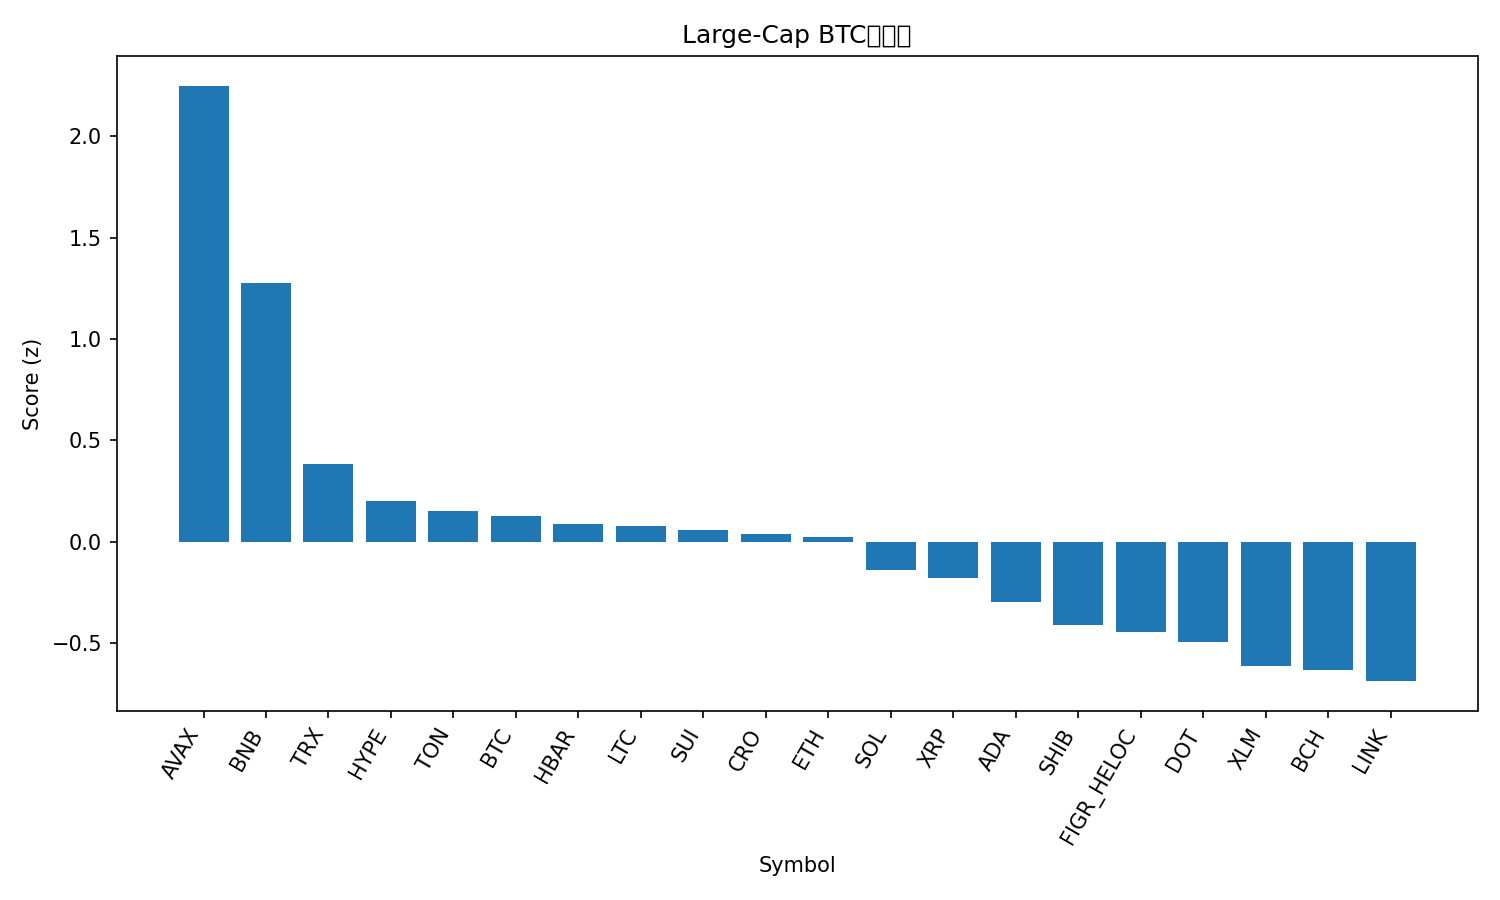 Large-Cap BTC
Score (z)
2.0
1.5
1.0
0.5
0.0
−0.5
AVAX
BNB
TRX
HYPE
TON
BTC
HBAR
LTC
SUI
CRO
ETH
SOL
XRP
ADA
SHIB
FIGR_HELOC
DOT
XLM
BCH
LINK
Symbol